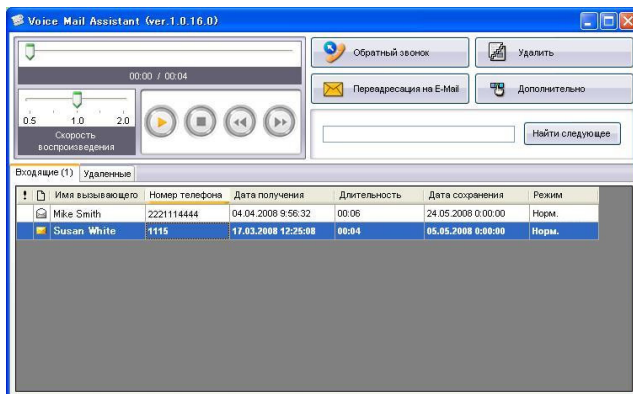 Voice Mail Assistant (ver.1.0.16.0)
00:00 / 00:04
0.5 1.0 2.0
Скорость
воспроизведения
Обратный звонок
Удалить
Переадресация на E-Mail
Дополнительно
Найти следующее
Входящие (1) Удаленные
! Имя вызывающего Номер телефона Дата получения Длительность Дата сохранения Режим
Mike Smith 2221114444 04.04.2008 9:56:32 00:06 24.05.2008 0:00:00 Норм.
Susan White 1115 17.03.2008 12:25:08 00:04 05.05.2008 0:00:00 Норм.